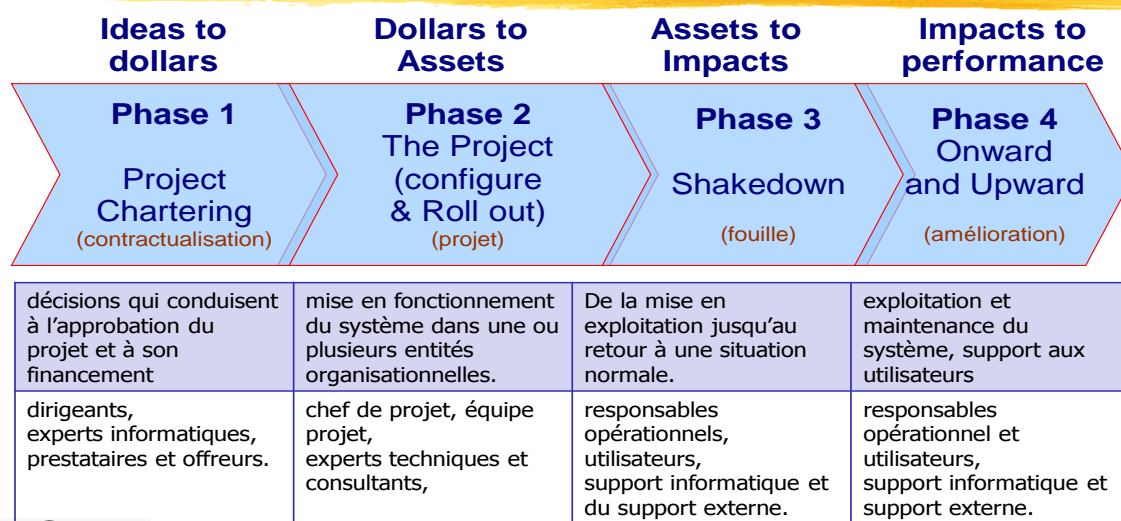 Ideas to
dollars
Dollars to
Assets
Assets to
Impacts
Impacts to
performance
Phase 1
Project
Chartering
(contractualisation)
Phase 2
The Project
(configure
& Roll out)
(projet)
Phase 3
Shakedown
(fouille)
Phase 4
Onward
and Upward
(amélioration)
décisions qui conduisent
à l’approbation du
projet et à son
financement
mise en fonctionnement
du système dans une ou
plusieurs entités
organisationnelles.
De la mise en
exploitation jusqu’au
retour à une situation
normale.
exploitation et
maintenance du
système, support aux
utilisateurs
dirigeants,
experts informatiques,
prestataires et offreurs.
chef de projet, équipe
projet,
experts techniques et
consultants,
responsables
opérationnels,
utilisateurs,
support informatique et
du support externe.
responsables
opérationnel et
utilisateurs,
support informatique et
support externe.